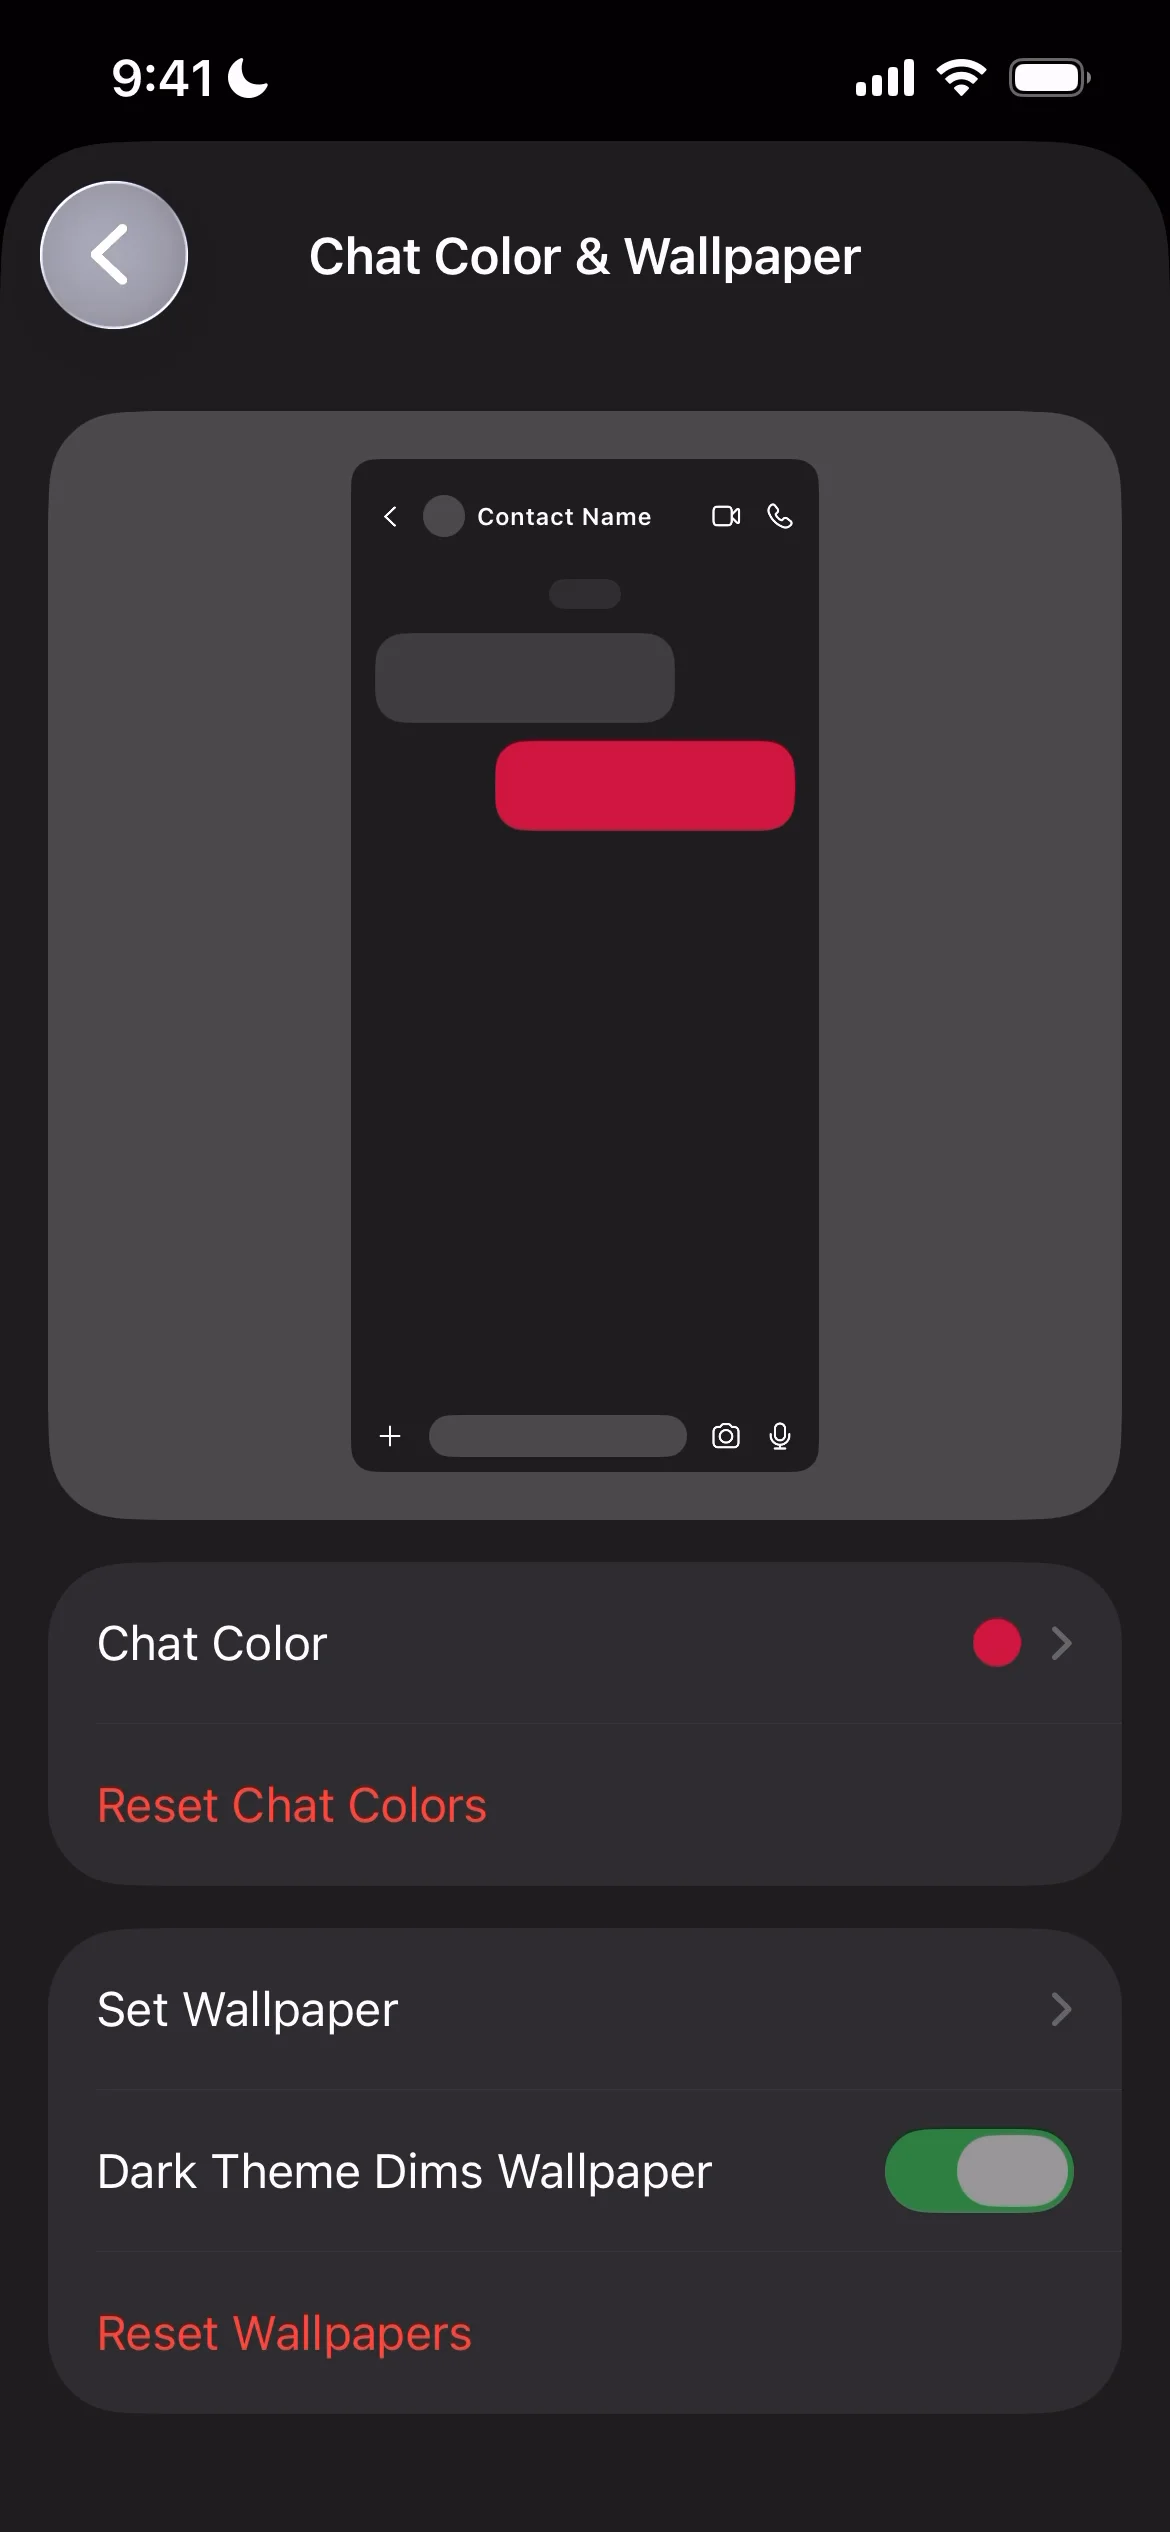 9:41
Chat Color & Wallpaper
Contact Name
Chat Color
Reset Chat Colors
Set Wallpaper
Dark Theme Dims Wallpaper
Reset Wallpapers